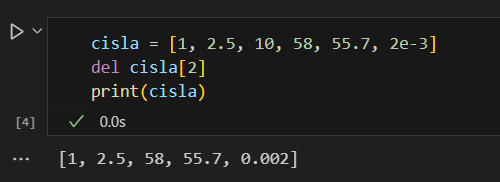 cisla = [1, 2.5, 10, 58, 55.7, 2e-3]
del cisla[2]
print(cisla)
[4]
0.0s
[1, 2.5, 58, 55.7, 0.002]